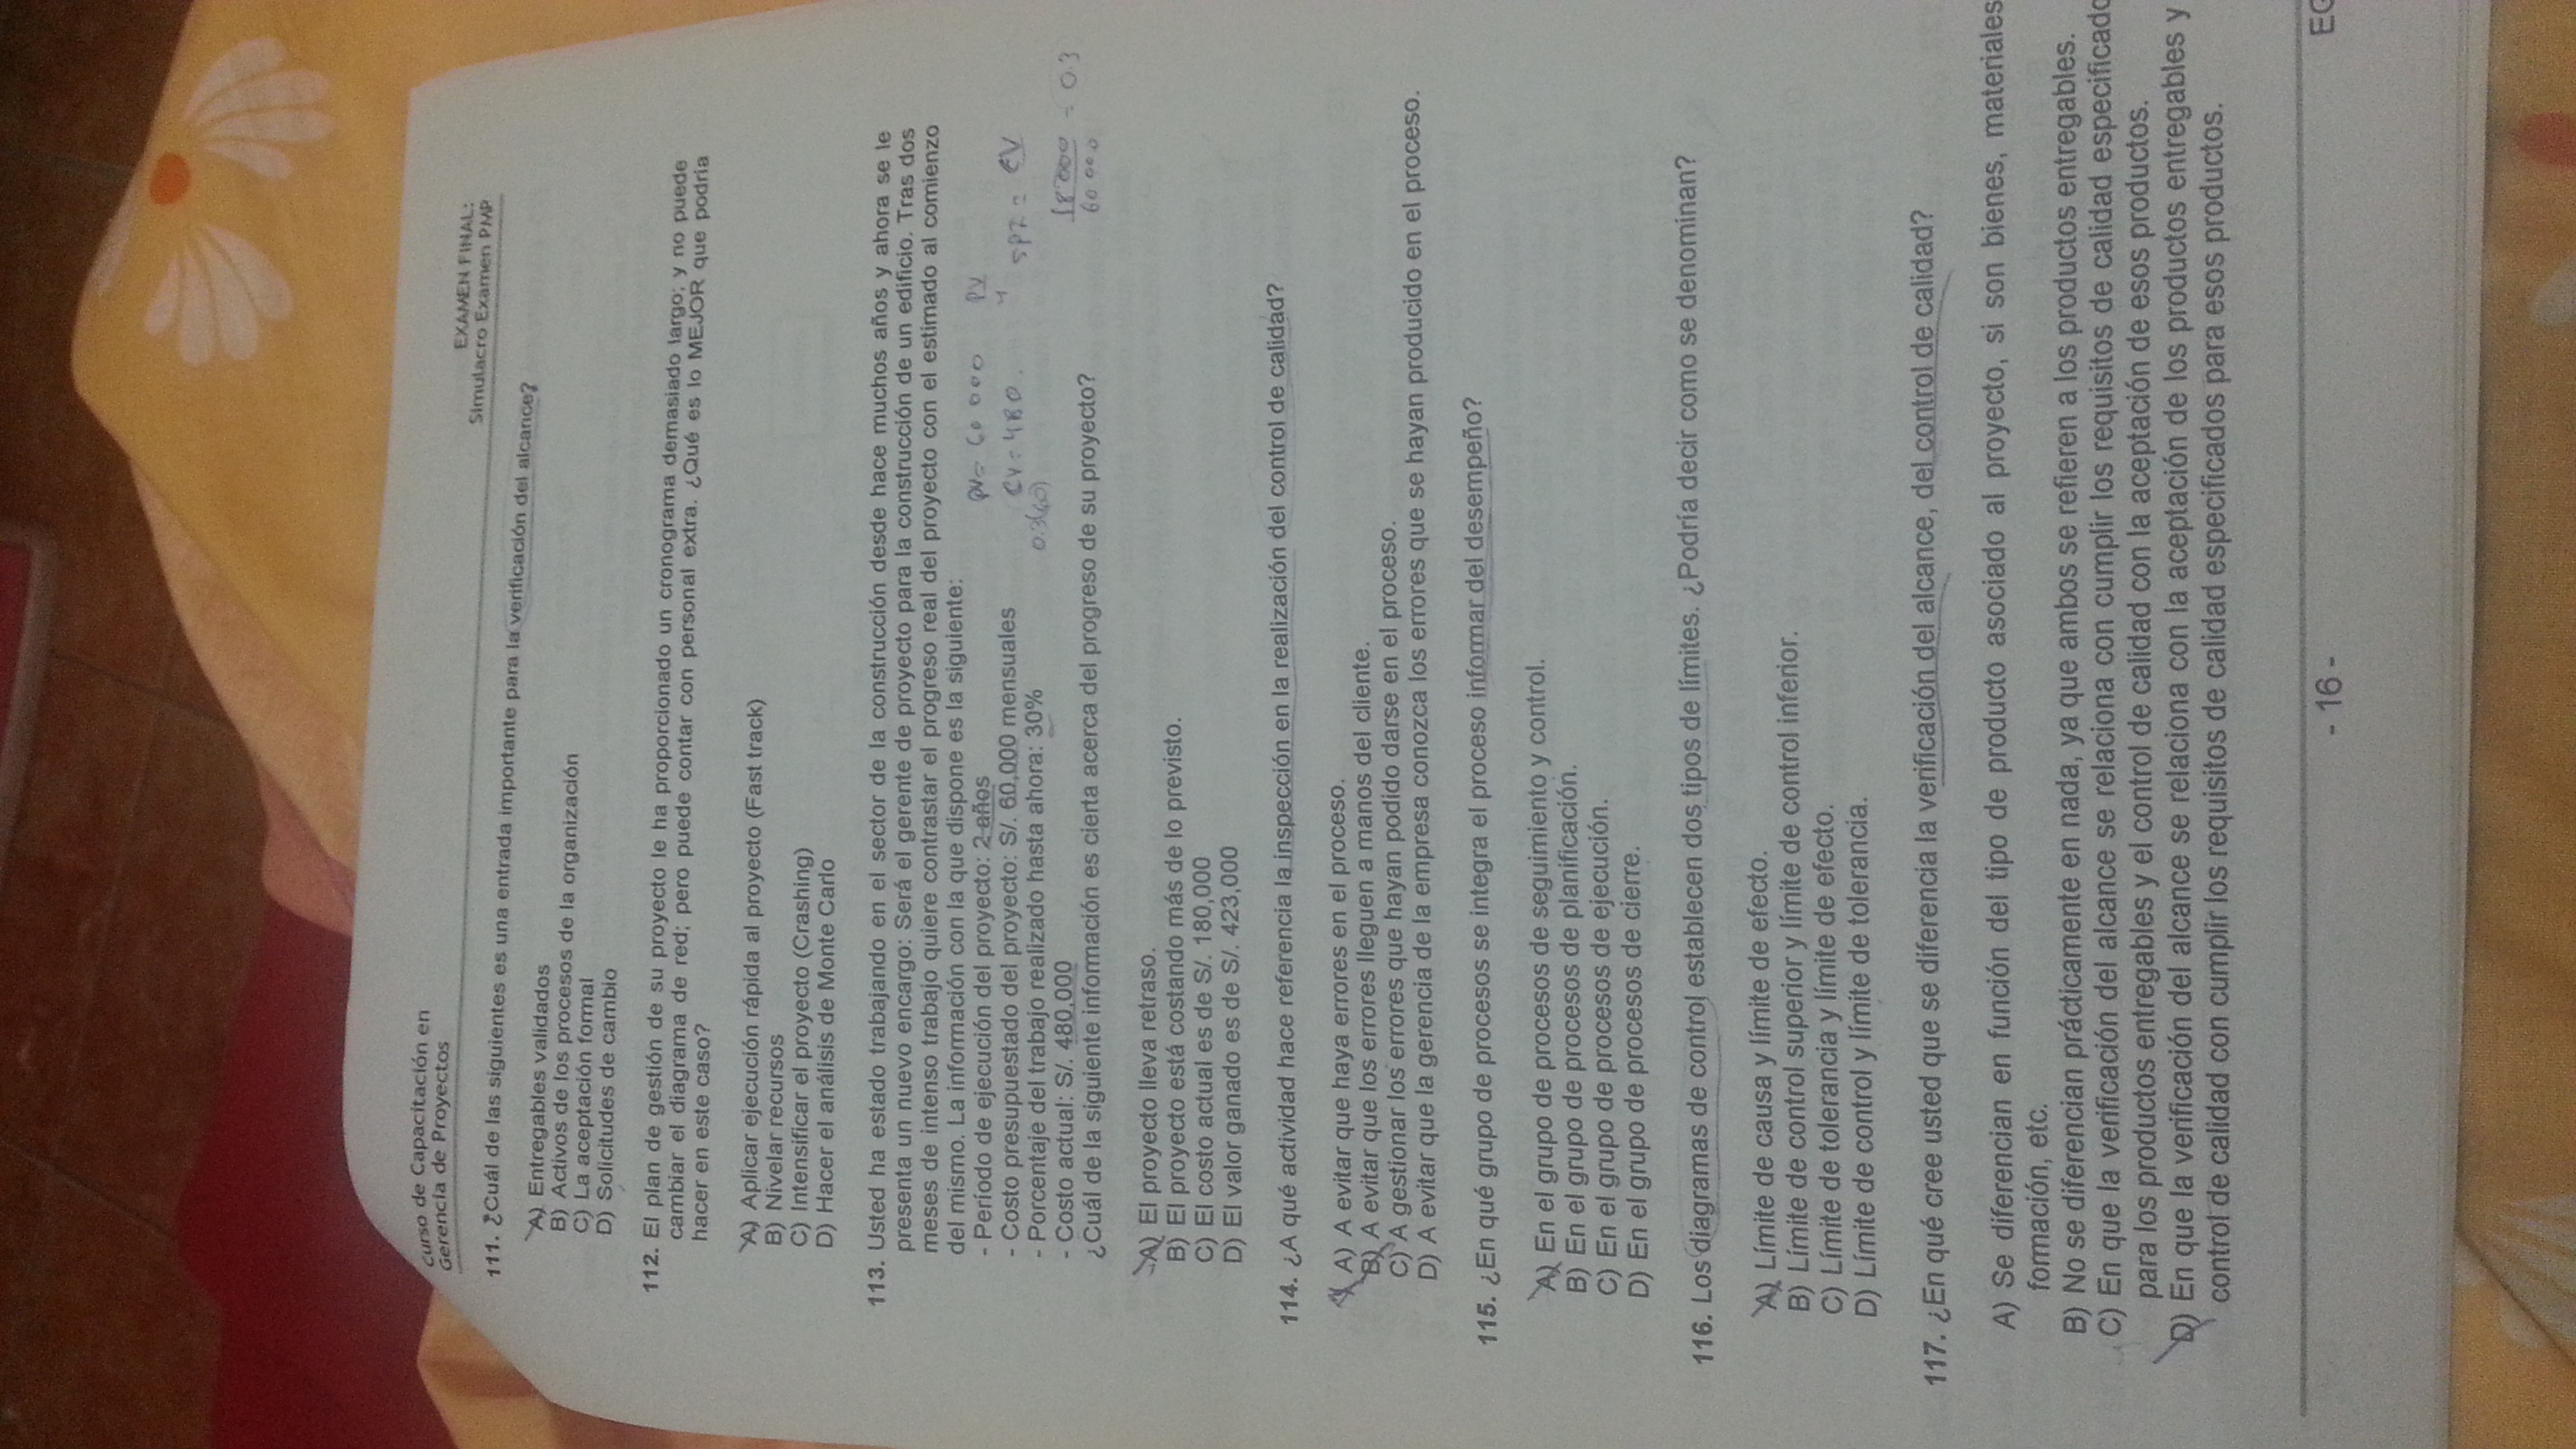 Curso de Capacitación en
Gerencia de Proyectos
EXAMEN FINAL:
Simulacro Examen PMP
111. ¿Cuál de las siguientes es una entrada importante para la verificación del alcance?
A) Entregables validados
B) Activos de los procesos de la organización
C) La aceptación formal
D) Solicitudes de cambio
112. El plan de gestión de su proyecto le ha proporcionado un cronograma demasiado largo; y no puede
cambiar el diagrama de red; pero puede contar con personal extra. ¿Qué es lo MEJOR que podría
hacer en este caso?
A) Aplicar ejecución rápida al proyecto (Fast track)
B) Nivelar recursos
C) Intensificar el proyecto (Crashing)
D) Hacer el análisis de Monte Carlo
113. Usted ha estado trabajando en el sector de la construcción desde hace muchos años y ahora se le
presenta un nuevo encargo: Será el gerente de proyecto para la construcción de un edificio. Tras dos
meses de intenso trabajo quiere contrastar el progreso real del proyecto con el estimado al comienzo
del mismo. La información con la que dispone es la siguiente:
- Período de ejecución del proyecto: 2 años
PV= 60 000 PV
- Costo presupuestado del proyecto: S/. 60,000 mensuales
CV = 480. SPI = EV
- Porcentaje del trabajo realizado hasta ahora: 30%
0.3(60)
- Costo actual: S/. 480,000
18 000 = 0.3
60 000
¿Cuál de la siguiente información es cierta acerca del progreso de su proyecto?
A) El proyecto lleva retraso.
B) El proyecto está costando más de lo previsto.
C) El costo actual es de S/. 180,000
D) El valor ganado es de S/. 423,000
114. ¿A qué actividad hace referencia la inspección en la realización del control de calidad?
A) A evitar que haya errores en el proceso.
B) A evitar que los errores lleguen a manos del cliente.
C) A gestionar los errores que hayan podido darse en el proceso.
D) A evitar que la gerencia de la empresa conozca los errores que se hayan producido en el proceso.
115. ¿En qué grupo de procesos se integra el proceso informar del desempeño?
A) En el grupo de procesos de seguimiento y control.
B) En el grupo de procesos de planificación.
C) En el grupo de procesos de ejecución.
D) En el grupo de procesos de cierre.
116. Los diagramas de control establecen dos tipos de límites. ¿Podría decir como se denominan?
A) Límite de causa y límite de efecto.
B) Límite de control superior y límite de control inferior.
C) Límite de tolerancia y límite de efecto.
D) Límite de control y límite de tolerancia.
117. ¿En qué cree usted que se diferencia la verificación del alcance, del control de calidad?
A) Se diferencian en función del tipo de producto asociado al proyecto, si son bienes, materiales
formación, etc.
B) No se diferencian prácticamente en nada, ya que ambos se refieren a los productos entregables.
C) En que la verificación del alcance se relaciona con cumplir los requisitos de calidad especificado
para los productos entregables y el control de calidad con la aceptación de esos productos.
D) En que la verificación del alcance se relaciona con la aceptación de los productos entregables y
control de calidad con cumplir los requisitos de calidad especificados para esos productos.
- 16 -